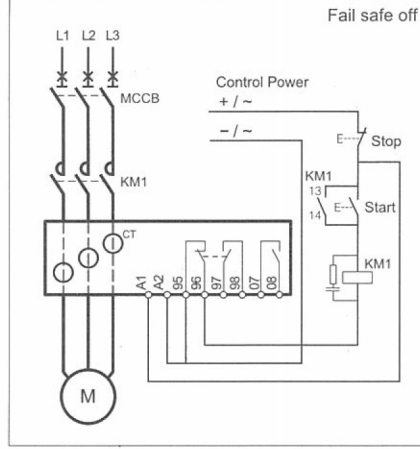 Fail safe off
L1 L2 L3
Control Power
MCCB
+ / ~
− / ~
E Stop
KM1
KM1
13
14
E Start
CT
KM1
A1 A2 95 96 97 98 07 08
M